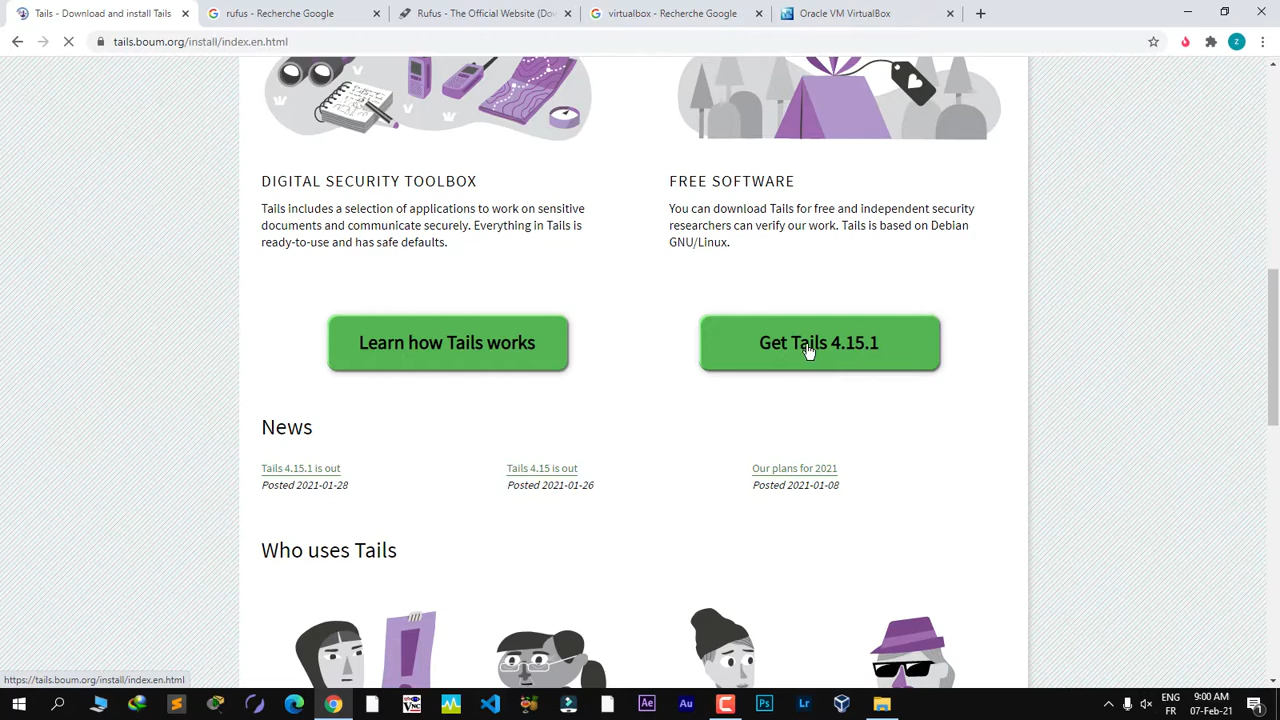 Tails - Download and install Tails
rufus - Recherche Google
Rufus - The Official Website (Dow
virtualbox - Recherche Google
Oracle VM VirtualBox
tails.boum.org/install/index.en.html
z
DIGITAL SECURITY TOOLBOX
Tails includes a selection of applications to work on sensitive
documents and communicate securely. Everything in Tails is
ready-to-use and has safe defaults.
FREE SOFTWARE
You can download Tails for free and independent security
researchers can verify our work. Tails is based on Debian
GNU/Linux.
Learn how Tails works
Get Tails 4.15.1
News
Tails 4.15.1 is out
Posted 2021-01-28
Tails 4.15 is out
Posted 2021-01-26
Our plans for 2021
Posted 2021-01-08
Who uses Tails
https://tails.boum.org/install/index.en.html
VNC
Ae
Au
Ps
Lr
ENG
FR
9:00 AM
07-Feb-21